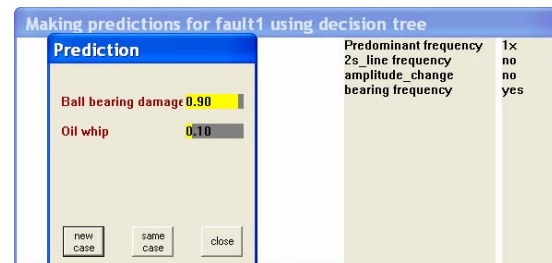 Making predictions for fault1 using decision tree
Prediction
Ball bearing damage 0.90
Oil whip 0.10
new case
same case
close
Predominant frequency 1×
2s_line frequency no
amplitude_change no
bearing frequency yes